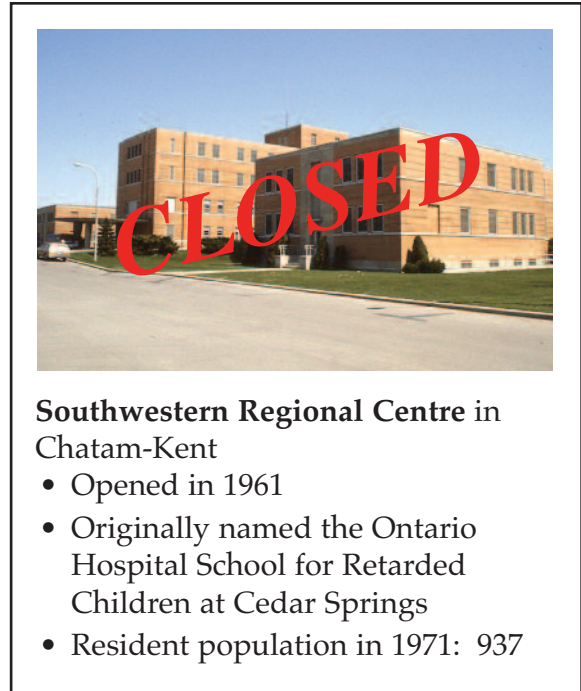 CLOSED
Southwestern Regional Centre in
Chatam-Kent
• Opened in 1961
• Originally named the Ontario
Hospital School for Retarded
Children at Cedar Springs
• Resident population in 1971: 937